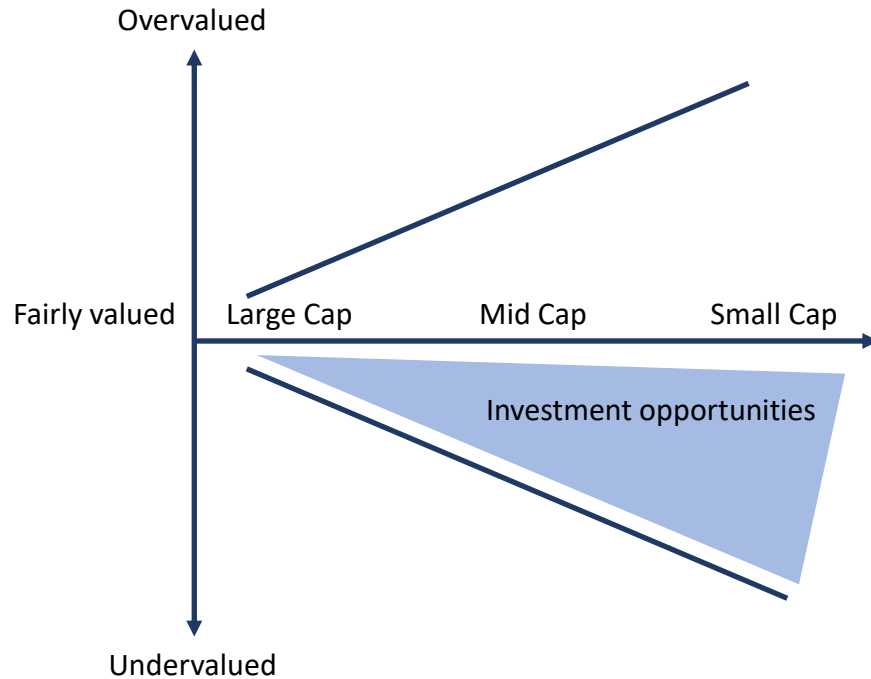 Overvalued
Fairly valued
Large Cap
Mid Cap
Small Cap
Investment opportunities
Undervalued